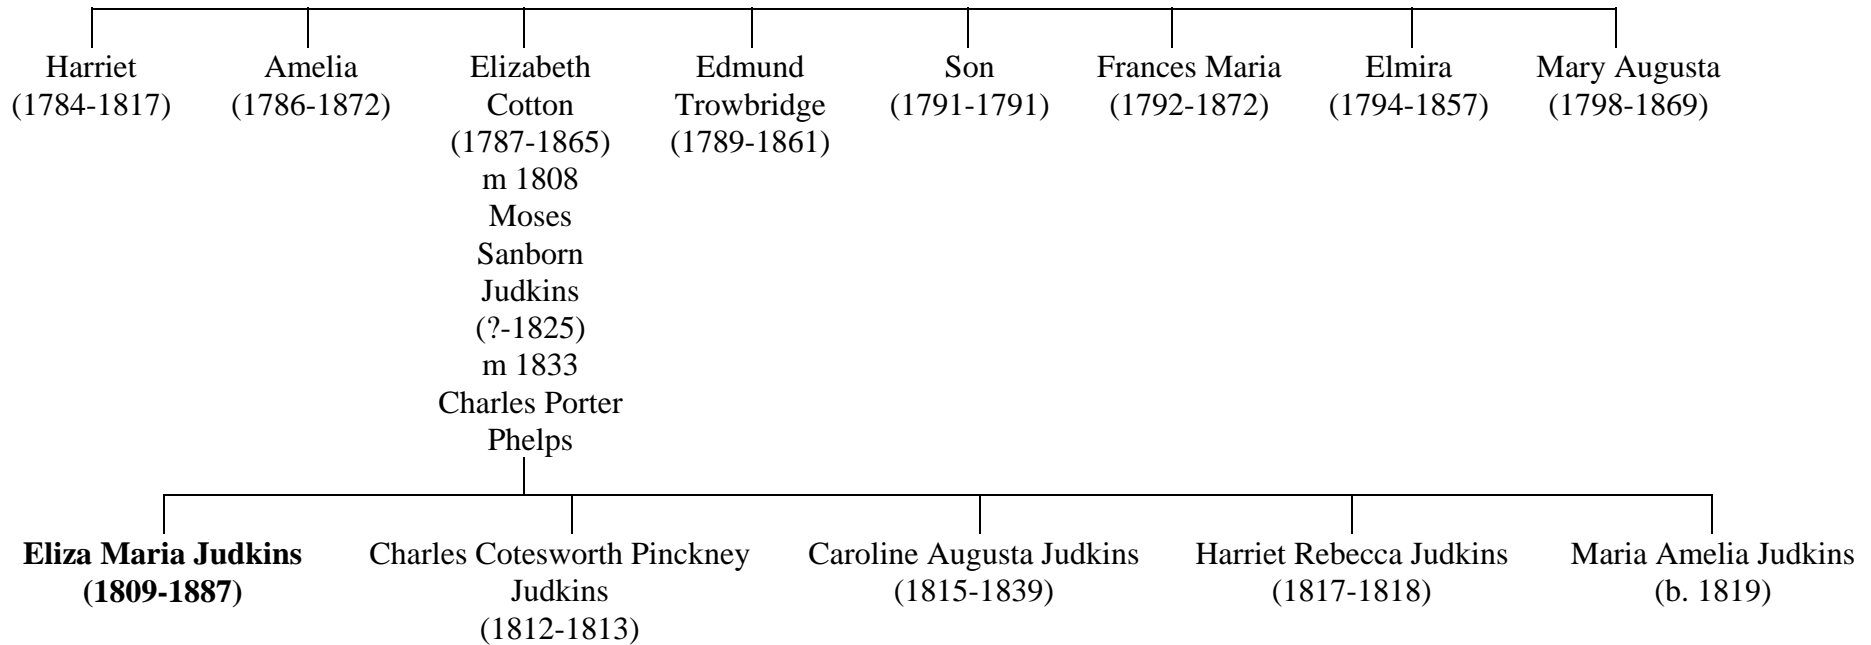 Harriet
(1784-1817)
Amelia
(1786-1872)
Elizabeth
Cotton
(1787-1865)
m 1808
Moses
Sanborn
Judkins
(?-1825)
m 1833
Charles Porter
Phelps
Edmund
Trowbridge
(1789-1861)
Son
(1791-1791)
Frances Maria
(1792-1872)
Elmira
(1794-1857)
Mary Augusta
(1798-1869)
Eliza Maria Judkins
(1809-1887)
Charles Cotesworth Pinckney
Judkins
(1812-1813)
Caroline Augusta Judkins
(1815-1839)
Harriet Rebecca Judkins
(1817-1818)
Maria Amelia Judkins
(b. 1819)